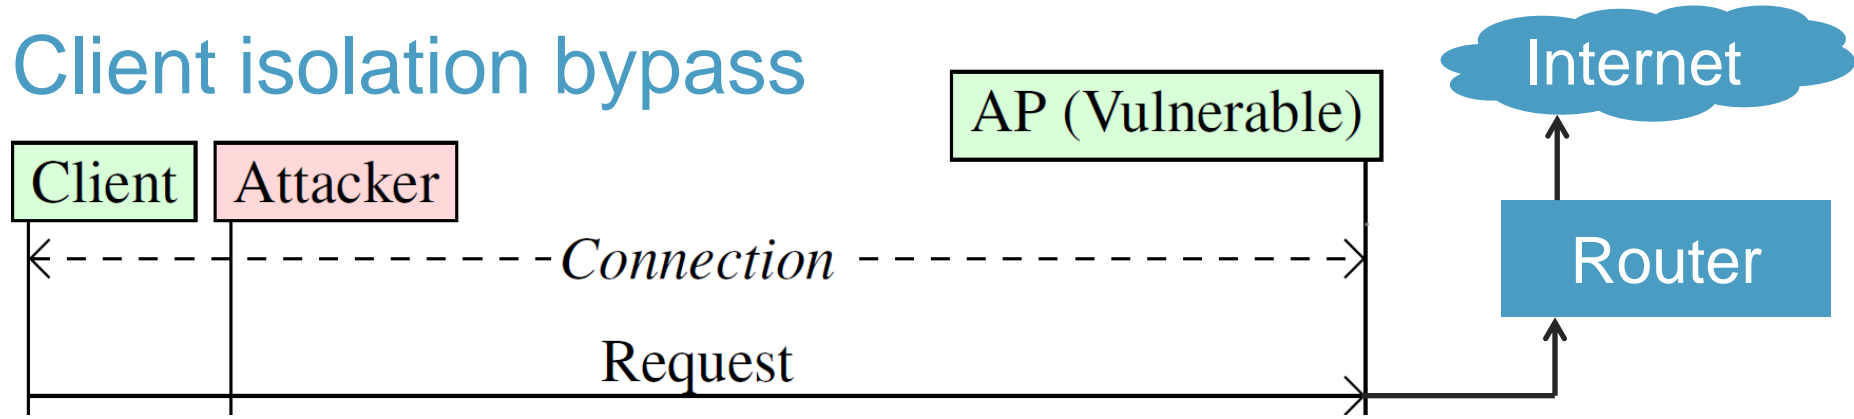 Client isolation bypass
Internet
AP (Vulnerable)
Client
Attacker
Connection
Router
Request